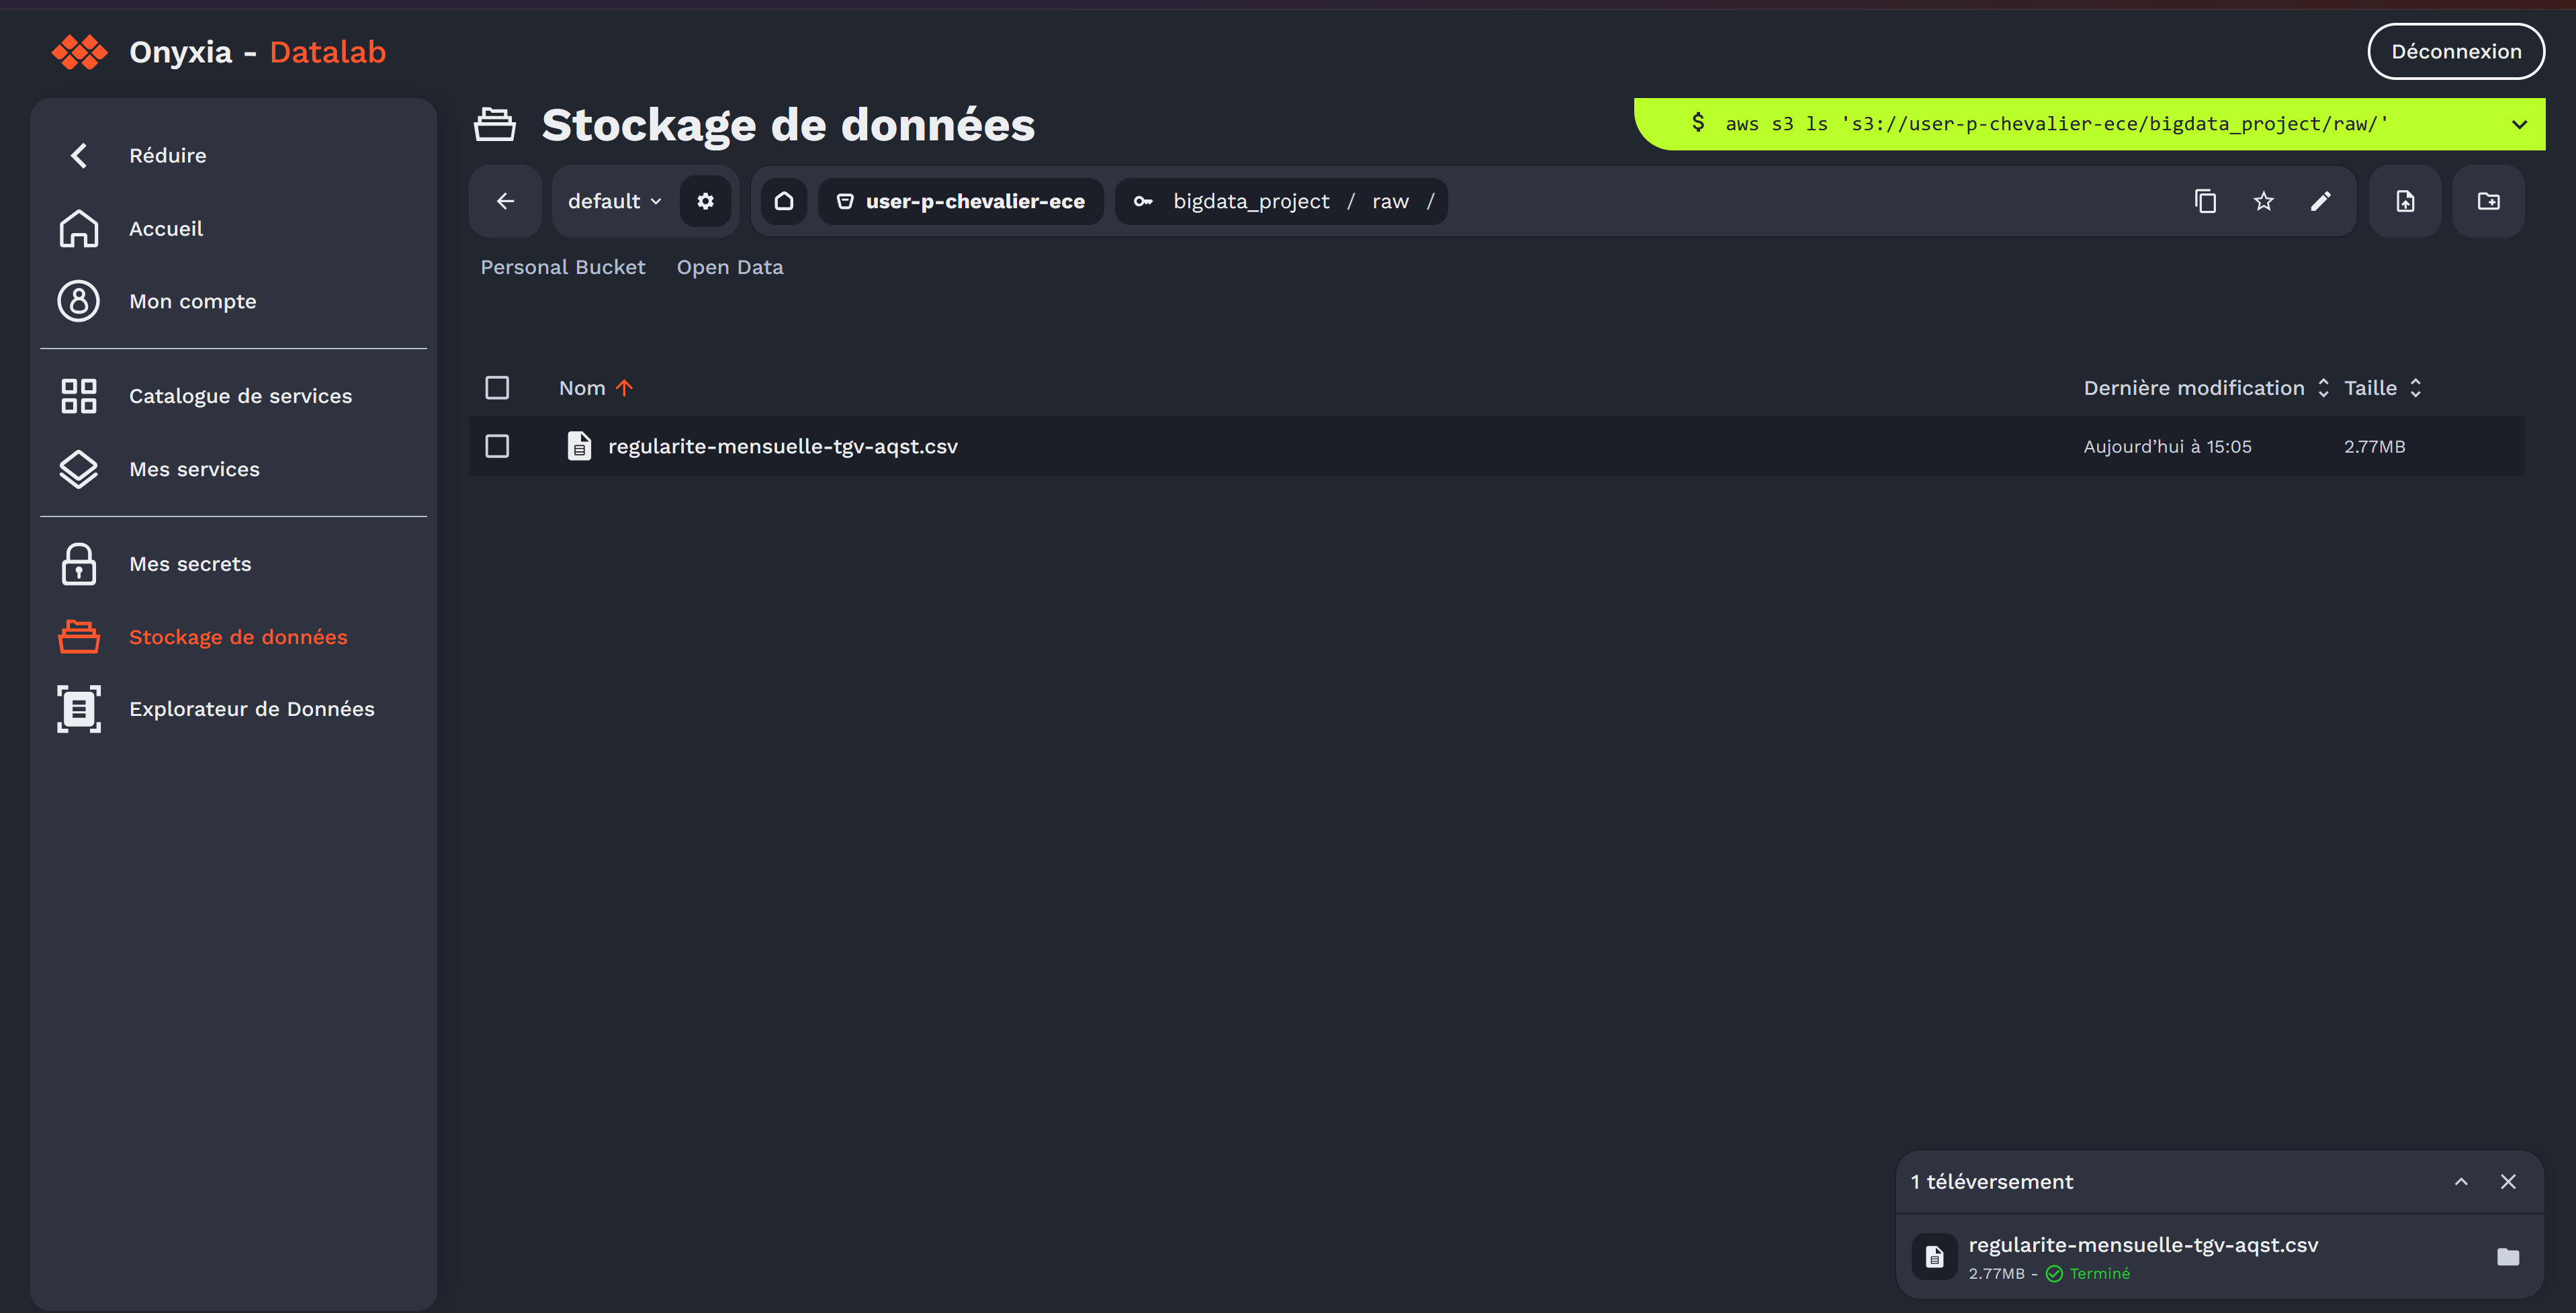 Onyxia - Datalab
Déconnexion
Réduire
Accueil
Mon compte
Catalogue de services
Mes services
Mes secrets
Stockage de données
Explorateur de Données
Stockage de données
$ aws s3 ls 's3://user-p-chevalier-ece/bigdata_project/raw/'
default
user-p-chevalier-ece
bigdata_project / raw /
Personal Bucket Open Data
Nom Dernière modification Taille
regularite-mensuelle-tgv-aqst.csv Aujourd’hui à 15:05 2.77MB
1 téléversement
regularite-mensuelle-tgv-aqst.csv
2.77MB - Terminé